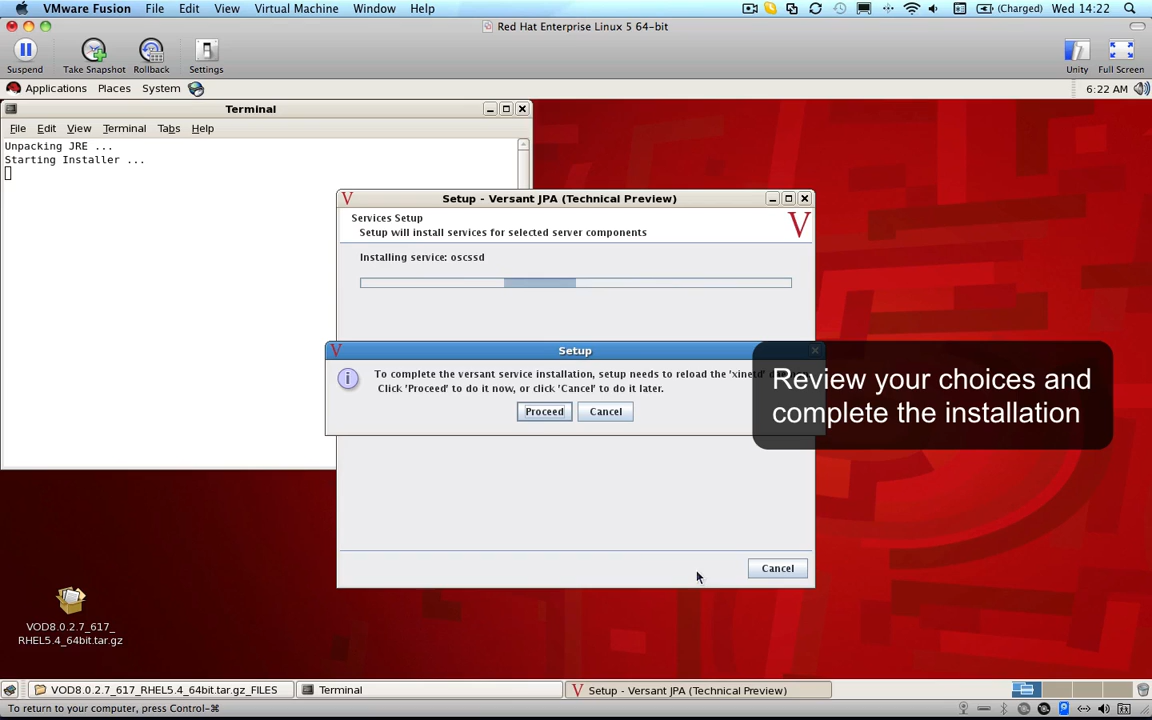 VMware Fusion File Edit View Virtual Machine Window Help (Charged) Wed 14:22
Red Hat Enterprise Linux 5 64-bit
Suspend Take Snapshot Rollback Settings Unity Full Screen
Applications Places System 6:22 AM
Terminal
File Edit View Terminal Tabs Help
Unpacking JRE ...
Starting Installer ...
Setup - Versant JPA (Technical Preview)
Services Setup
Setup will install services for selected server components
Installing service: oscssd
Setup
To complete the versant service installation, setup needs to reload the 'xinetd'
Click 'Proceed' to do it now, or click 'Cancel' to do it later.
Proceed Cancel
Review your choices and
complete the installation
Cancel
VOD8.0.2.7_617_
RHEL5.4_64bit.tar.gz
VOD8.0.2.7_617_RHEL5.4_64bit.tar.gz_FILES Terminal Setup - Versant JPA (Technical Preview)
To return to your computer, press Control-⌘